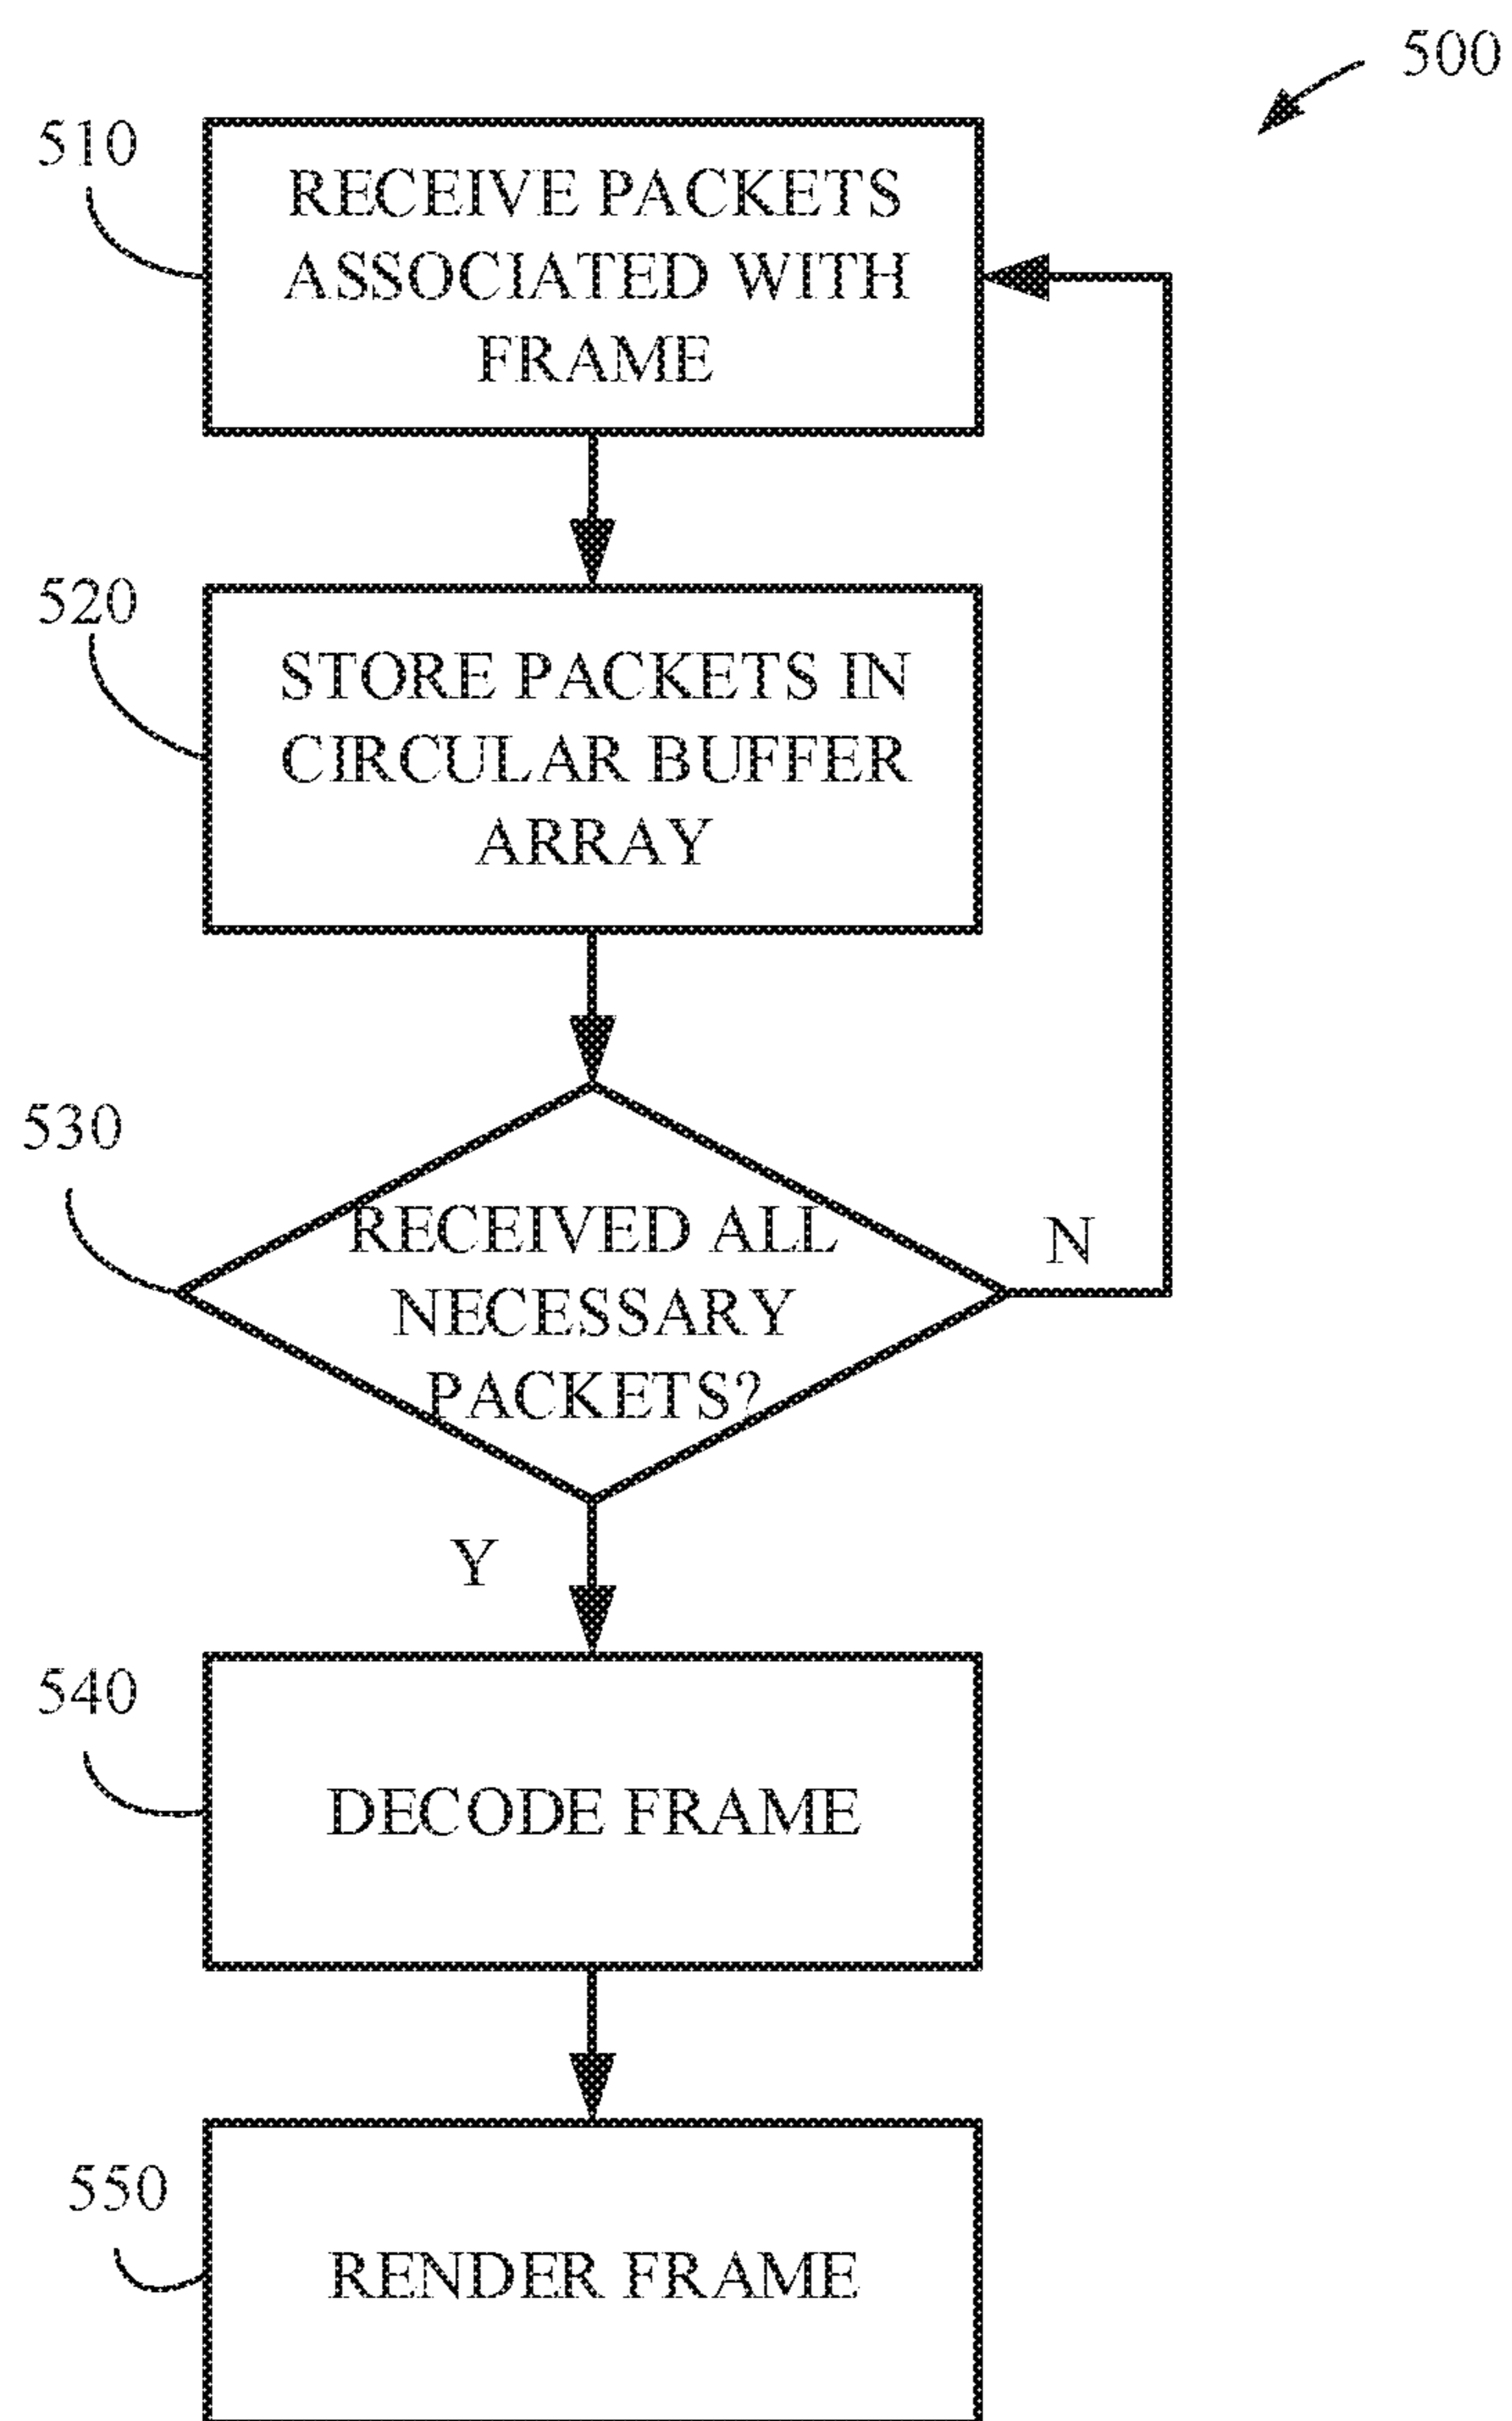 500
510
RECEIVE PACKETS
ASSOCIATED WITH
FRAME
520
STORE PACKETS IN
CIRCULAR BUFFER
ARRAY
530
RECEIVED ALL
NECESSARY
PACKETS?
N
Y
540
DECODE FRAME
550
RENDER FRAME